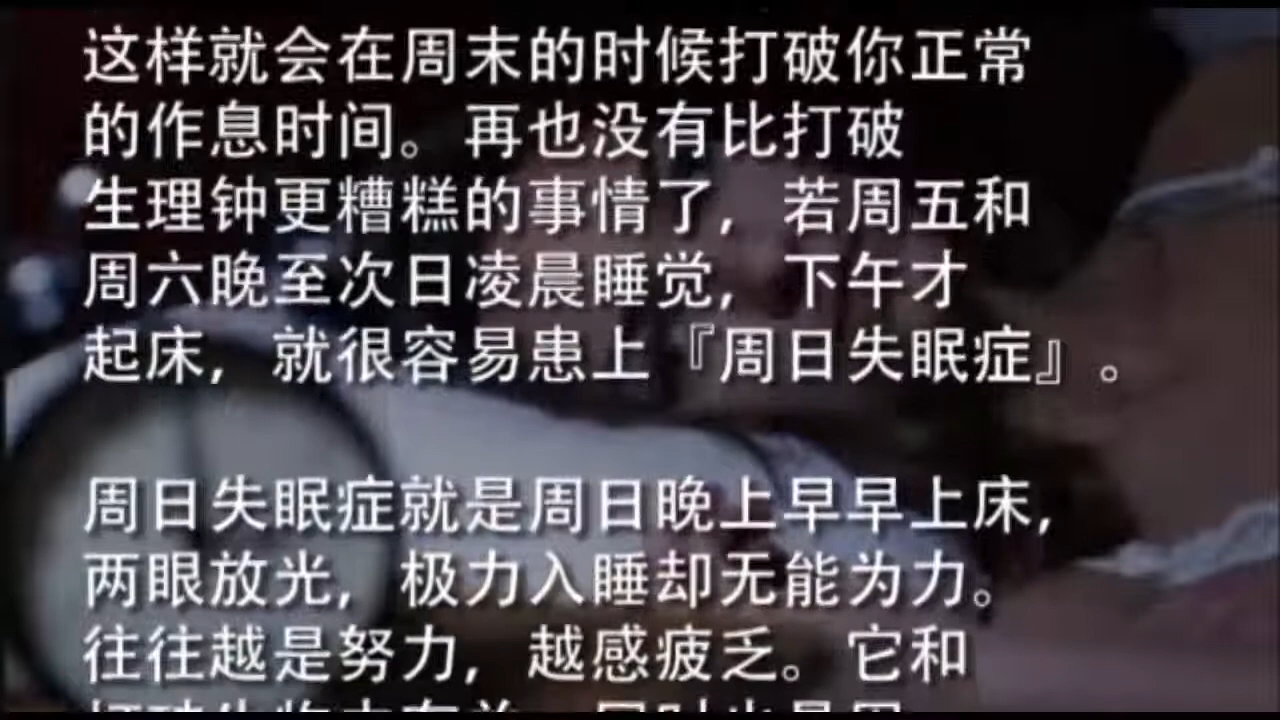 这样就会在周末的时候打破你正常
的作息时间。再也没有比打破
生理钟更糟糕的事情了，若周五和
周六晚至次日凌晨睡觉，下午才
起床，就很容易患上『周日失眠症』。
周日失眠症就是周日晚上早早上床，
两眼放光，极力入睡却无能为力。
往往越是努力，越感疲乏。它和